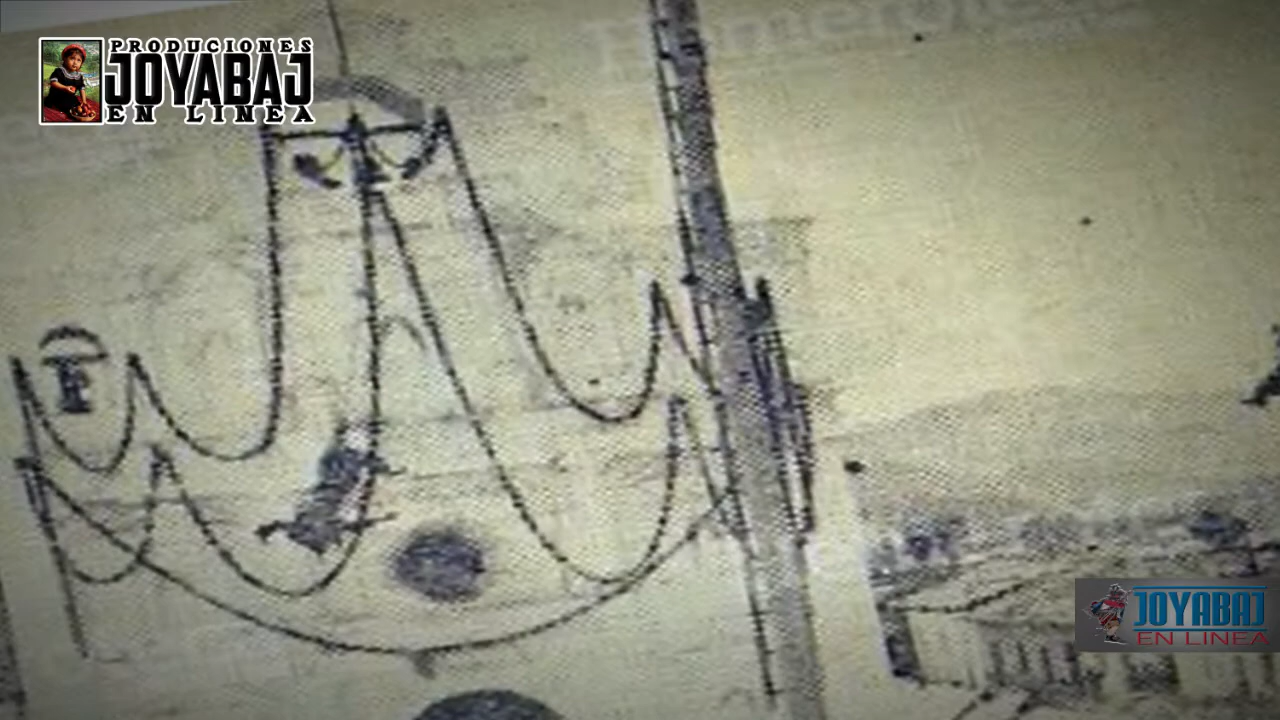 PRODUCIONES
JOYABAJ
EN LINEA
F
JOYABAJ
EN LINEA